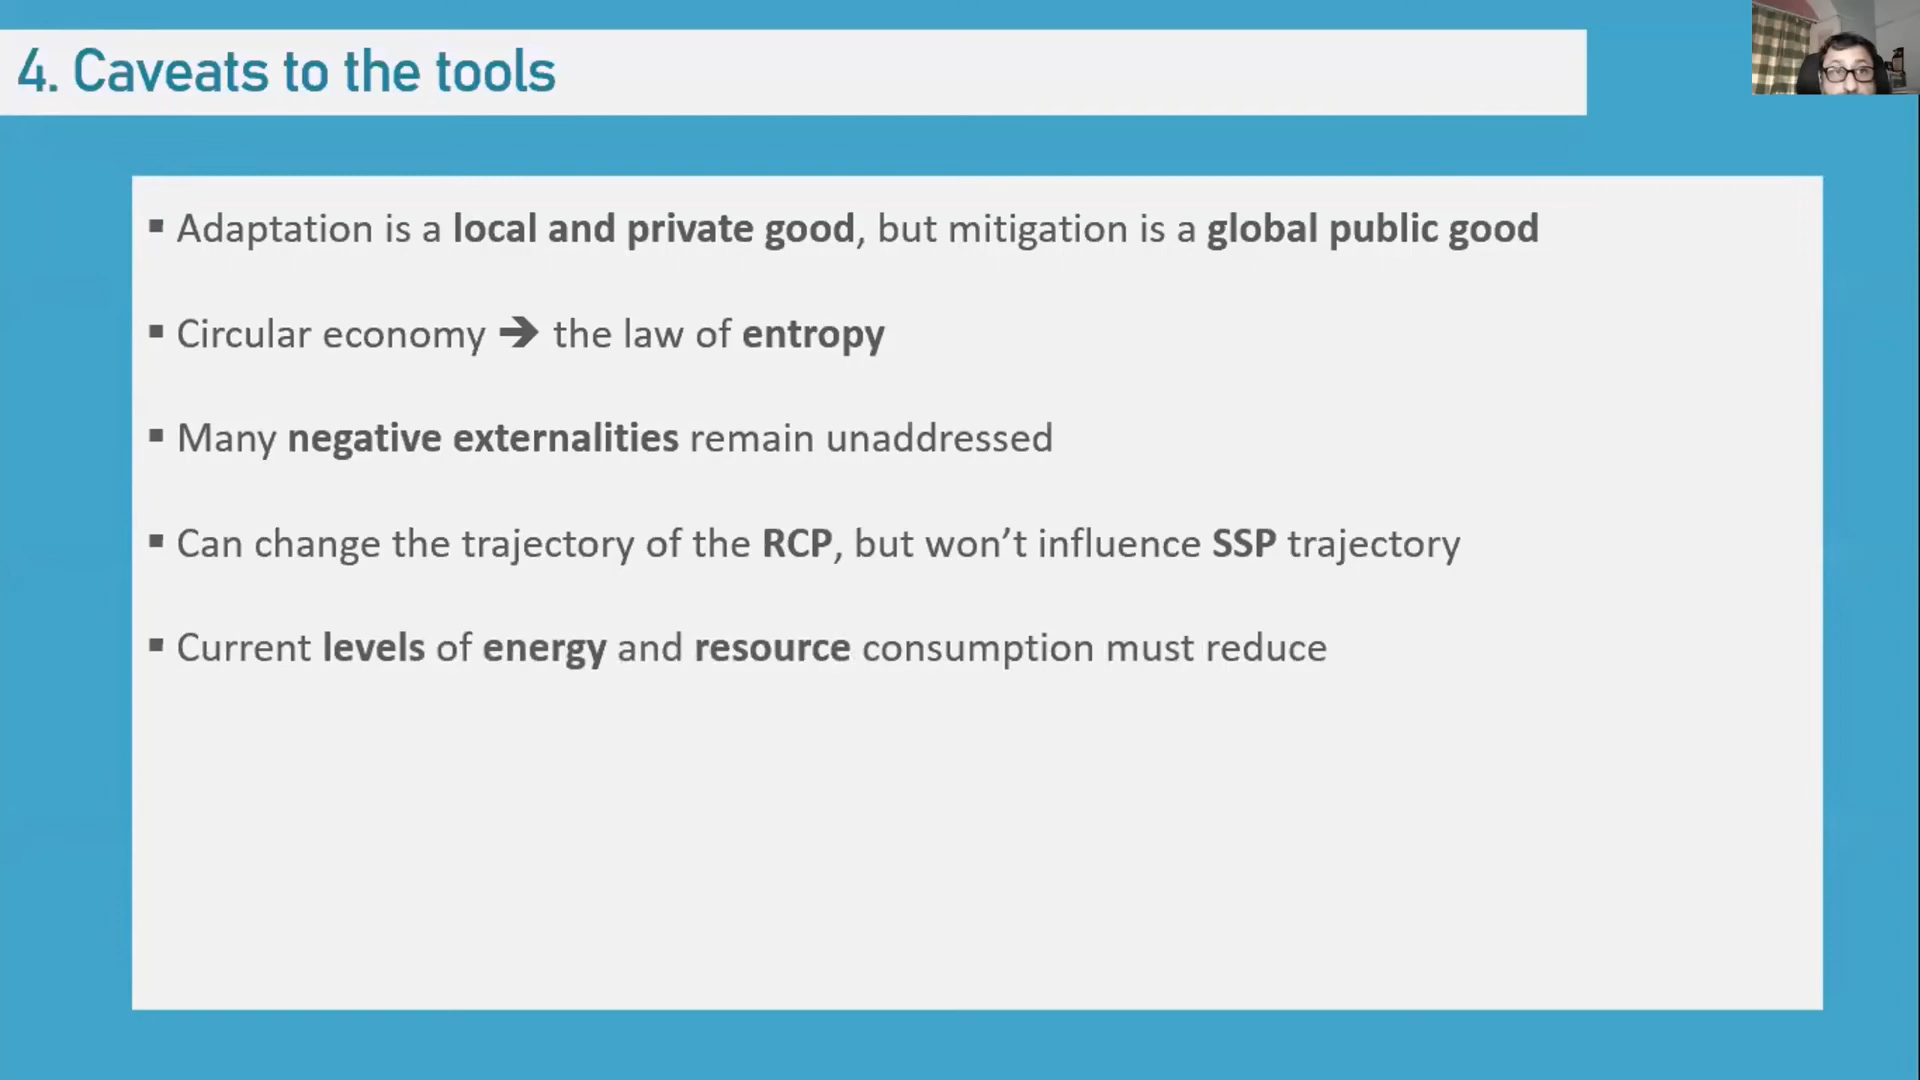 4. Caveats to the tools
▪ Adaptation is a local and private good, but mitigation is a global public good
▪ Circular economy ➔ the law of entropy
▪ Many negative externalities remain unaddressed
▪ Can change the trajectory of the RCP, but won’t influence SSP trajectory
▪ Current levels of energy and resource consumption must reduce